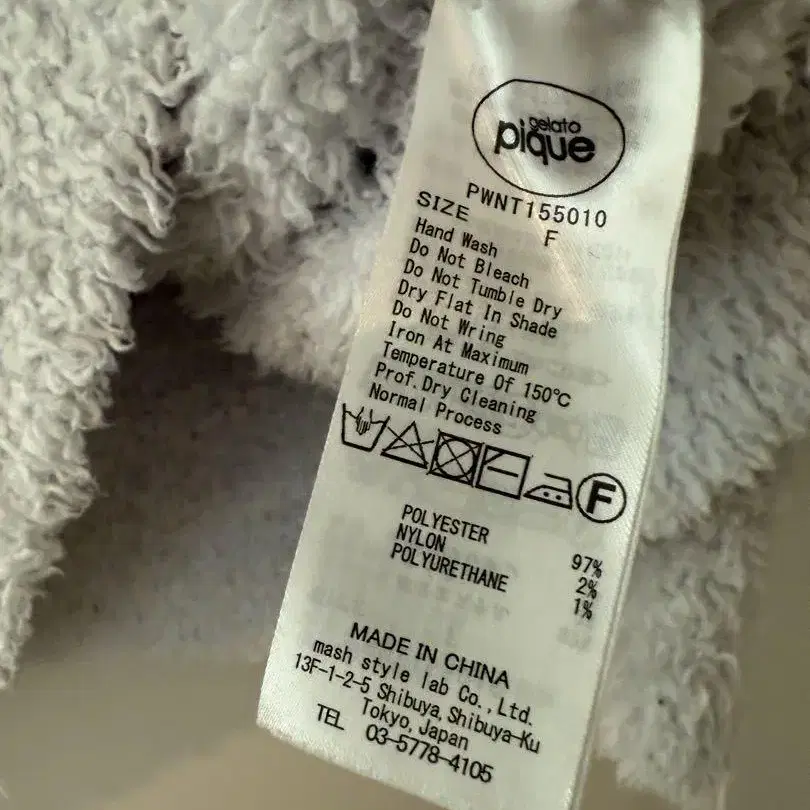 gelato
pique
PWNT155010
SIZE F
Hand Wash
Do Not Bleach
Do Not Tumble Dry
Dry Flat In Shade
Do Not Wring
Iron At Maximum
Temperature Of 150℃
Prof.Dry Cleaning
Normal Process
F
POLYESTER 97%
NYLON 2%
POLYURETHANE 1%
MADE IN CHINA
mash style lab Co.,Ltd.
13F-1-2-5 Shibuya,Shibuya-Ku
Tokyo,Japan
TEL 03-5778-4105